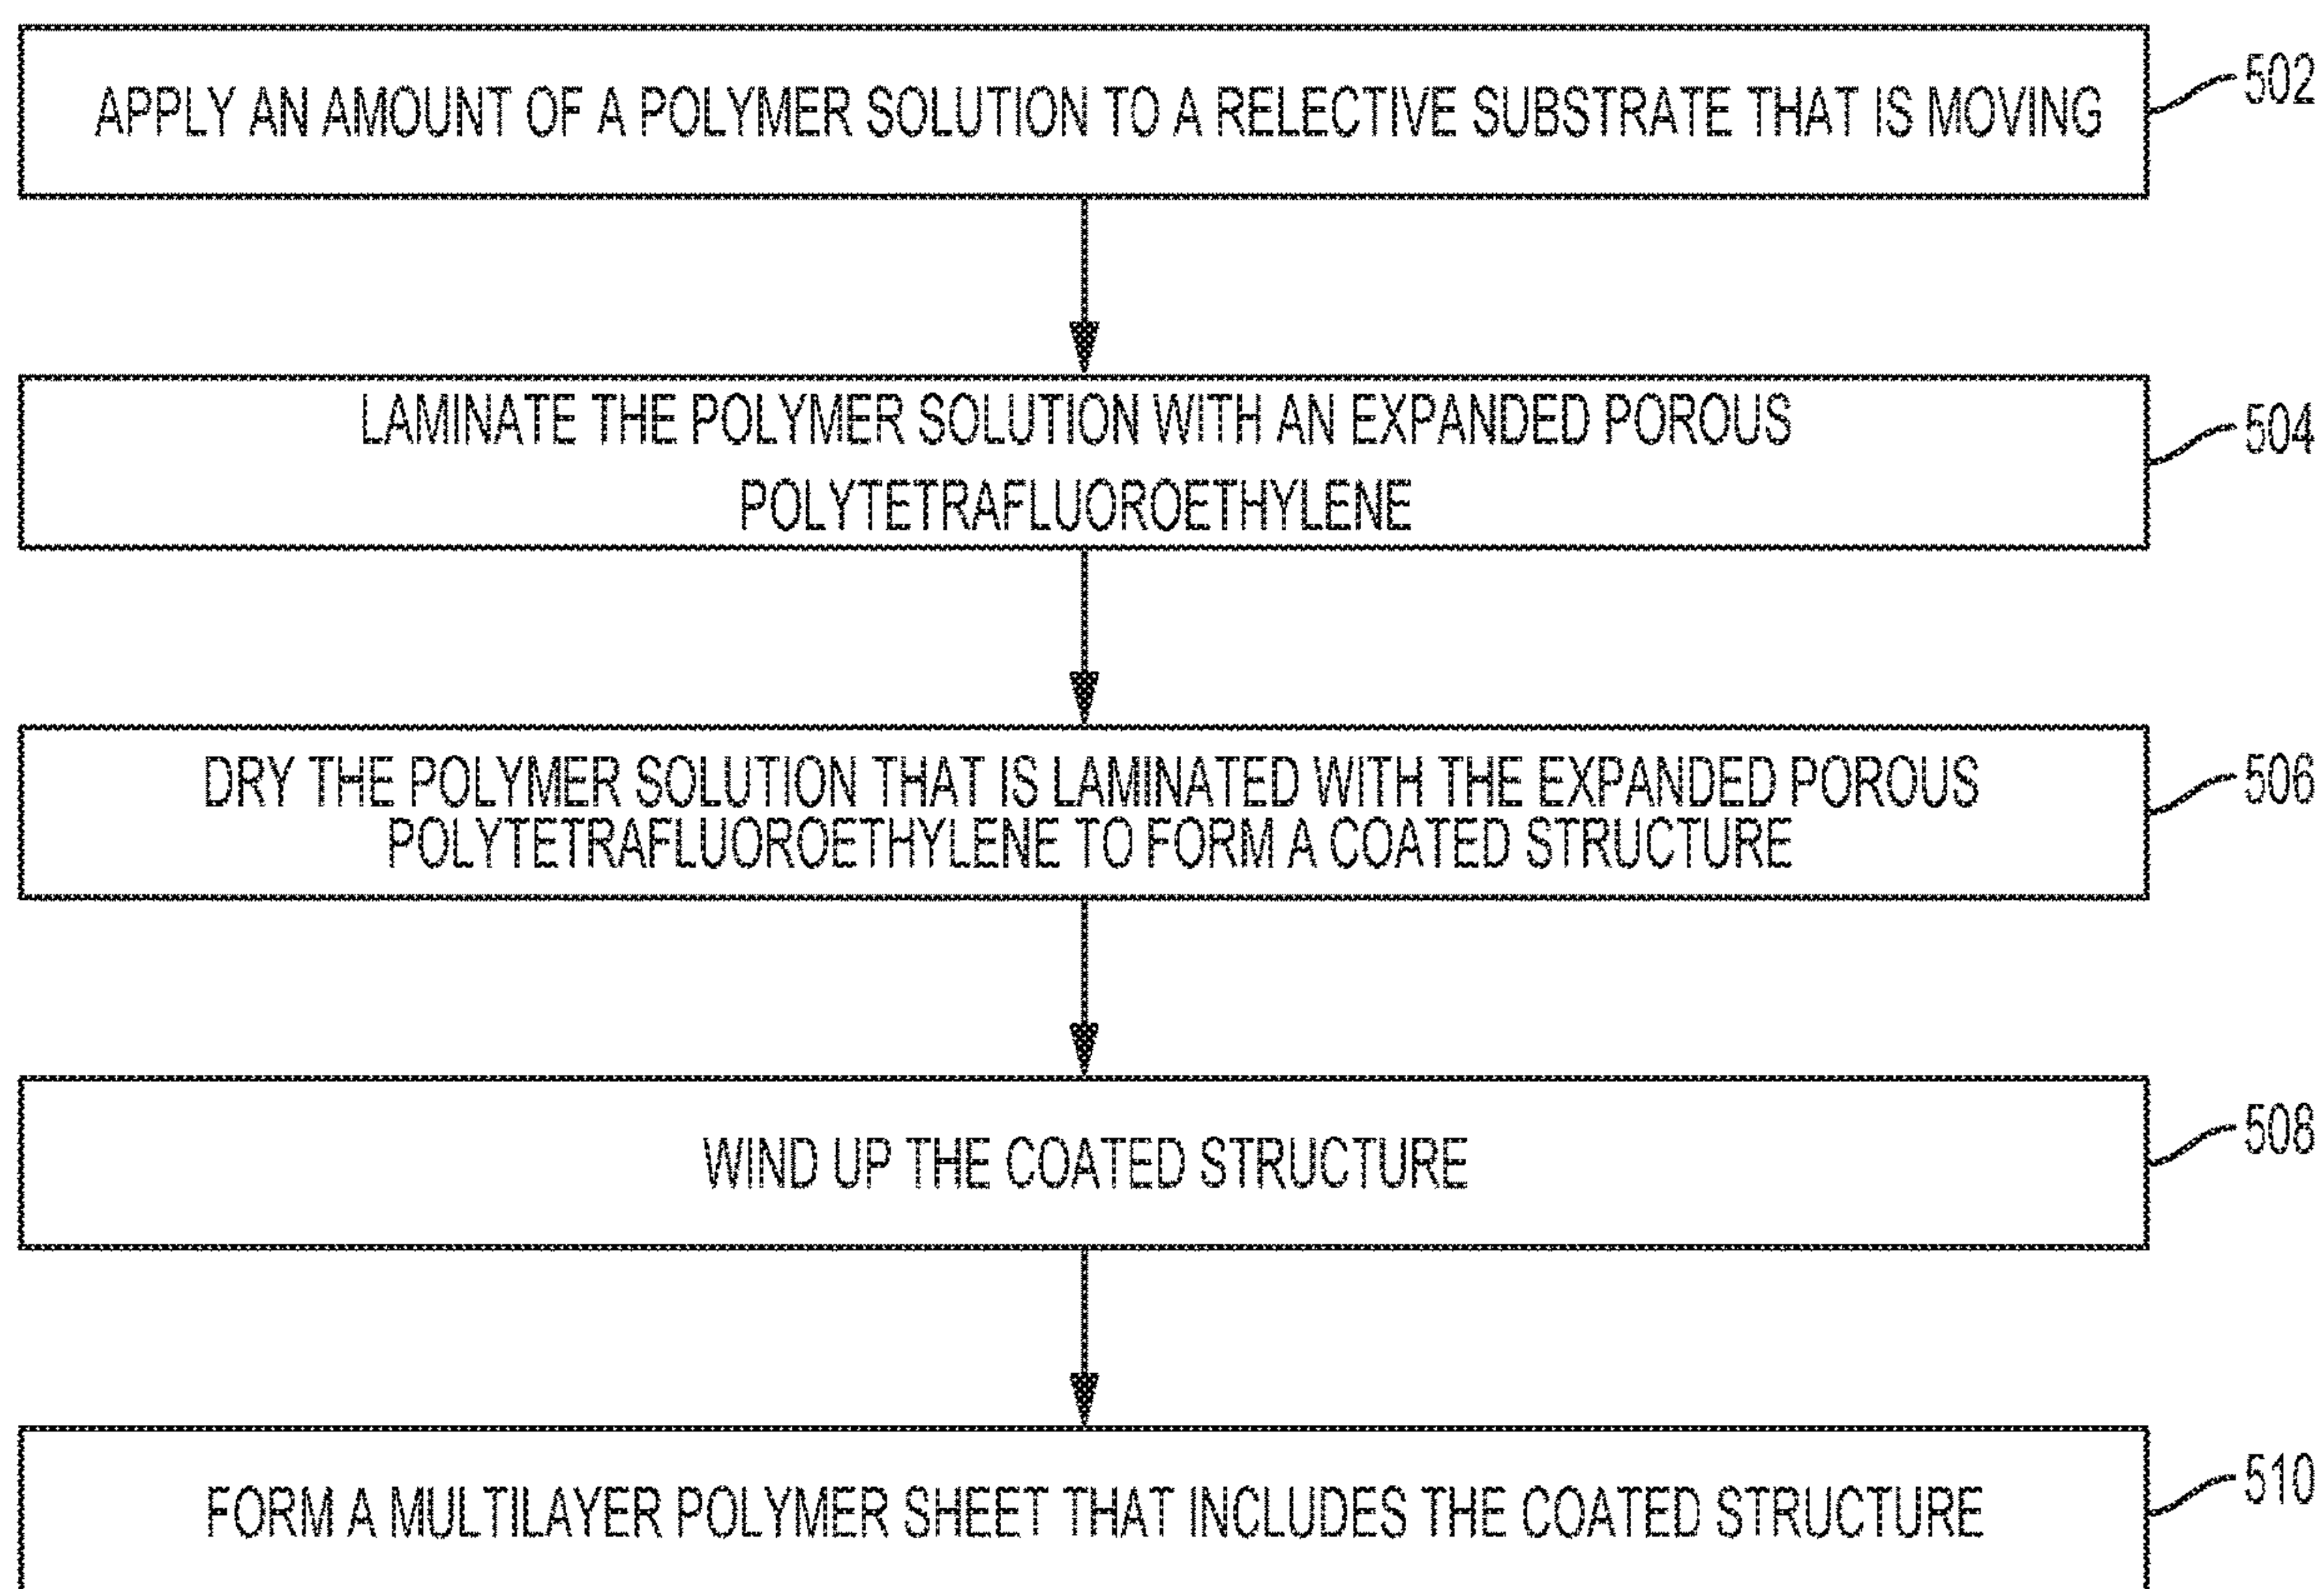 APPLY AN AMOUNT OF A POLYMER SOLUTION TO A RELECTIVE SUBSTRATE THAT IS MOVING
502
LAMINATE THE POLYMER SOLUTION WITH AN EXPANDED POROUS
POLYTETRAFLUOROETHYLENE
504
DRY THE POLYMER SOLUTION THAT IS LAMINATED WITH THE EXPANDED POROUS
POLYTETRAFLUOROETHYLENE TO FORM A COATED STRUCTURE
506
WIND UP THE COATED STRUCTURE
508
FORM A MULTILAYER POLYMER SHEET THAT INCLUDES THE COATED STRUCTURE
510